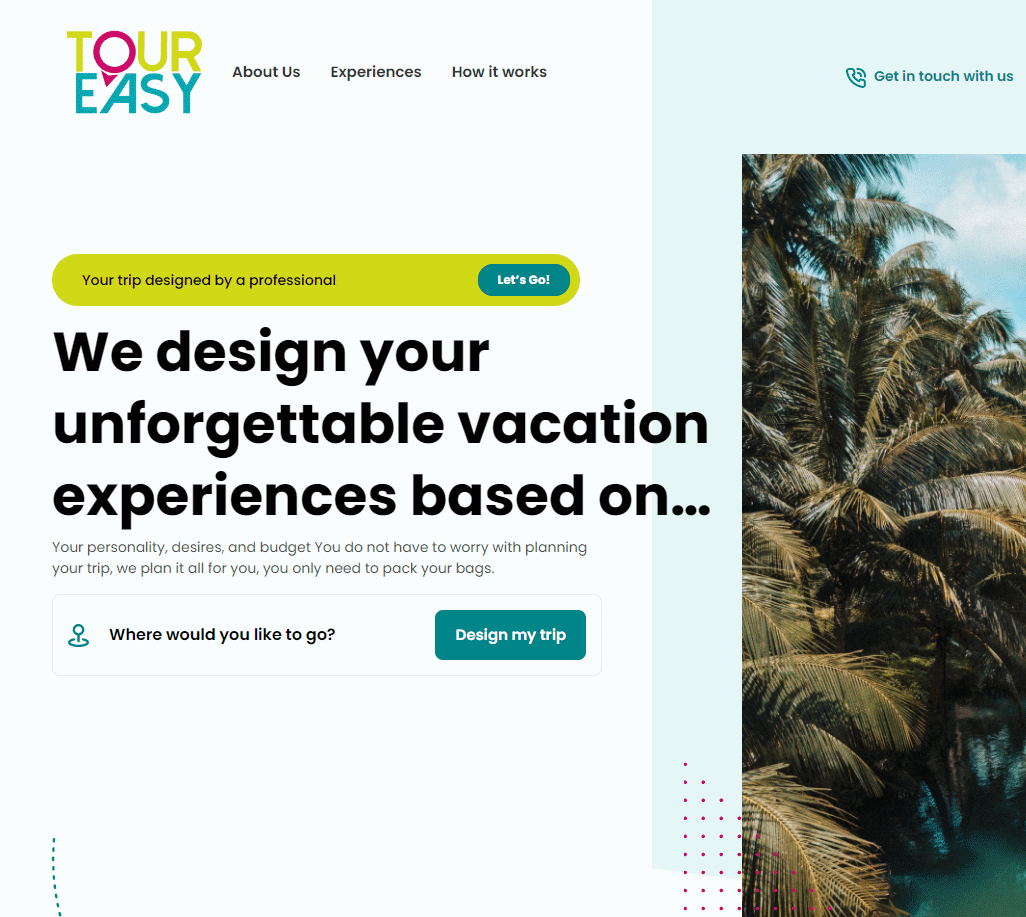 TOUR
EASY
About Us
Experiences
How it works
Get in touch with us
Your trip designed by a professional
Let's Go!
We design your
unforgettable vacation
experiences based on...
Your personality, desires, and budget You do not have to worry with planning
your trip, we plan it all for you, you only need to pack your bags.
Where would you like to go?
Design my trip